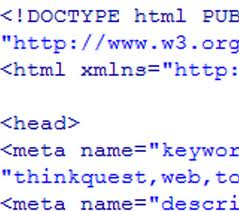 <!DOCTYPE html PUB
"http://www.w3.org
<html xmlns="http:
<head>
<meta name="keywor
"thinkquest,web,to
<meta name="descri